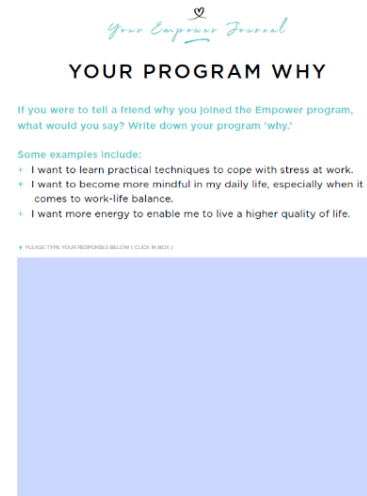 Your Empower Journal
YOUR PROGRAM WHY
If you were to tell a friend why you joined the Empower program,
what would you say? Write down your program 'why.'
Some examples include:
+ I want to learn practical techniques to cope with stress at work.
+ I want to become more mindful in my daily life, especially when it
comes to work-life balance.
+ I want more energy to enable me to live a higher quality of life.
PLEASE TYPE YOUR RESPONSES BELOW ( CLICK IN BOX )